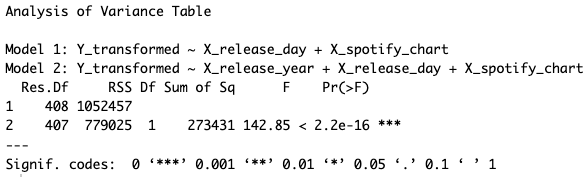 Analysis of Variance Table

Model 1: Y_transformed ~ X_release_day + X_spotify_chart
Model 2: Y_transformed ~ X_release_year + X_release_day + X_spotify_chart
  Res.Df     RSS Df Sum of Sq      F    Pr(>F)    
1    408 1052457                                  
2    407  779025  1    273431 142.85 < 2.2e-16 ***
---
Signif. codes:  0 ‘***’ 0.001 ‘**’ 0.01 ‘*’ 0.05 ‘.’ 0.1 ‘ ’ 1